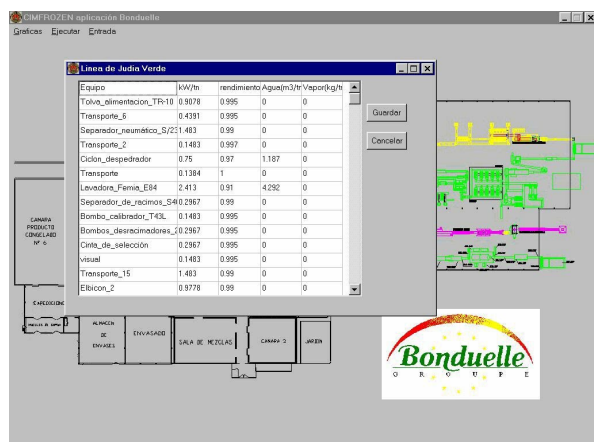 CIMFROZEN aplicación Bonduelle
Graficas Ejecutar Entrada
Linea de Judia Verde
Equipo kW/tn rendimiento Agua(m3/tr Vapor(kg/tr
Tolva_alimentacion_TR-10 0.9078 0.995 0 0
Transporte_6 0.4391 0.995 0 0
Separador_neumático_S/23 1.483 0.99 0 0
Transporte_2 0.1483 0.997 0 0
Ciclon_despedrador 0.75 0.97 1.187 0
Transporte 0.1384 1 0 0
Lavadora_Femia_E84 2.413 0.91 4.292 0
Separador_de_racimos_S4 0.2967 0.99 0 0
Bombo_calibrador_T43L 0.1483 0.995 0 0
Bombos_desracimadores_2 0.2967 0.995 0 0
Cinta_de_selección 0.2967 0.995 0 0
visual 0.1483 0.995 0 0
Transporte_15 1.483 0.99 0 0
Elbicon_2 0.9778 0.99 0 0
Guardar
Cancelar
CAMARA
PRODUCTO
CONGELADO
Nº 6
EXPEDICIONE
ALMACEN
DE
ENVASES
ENVASADO
SALA DE MEZCLAS
CAMARA 3
JARDIN
Bonduelle
GROUPE